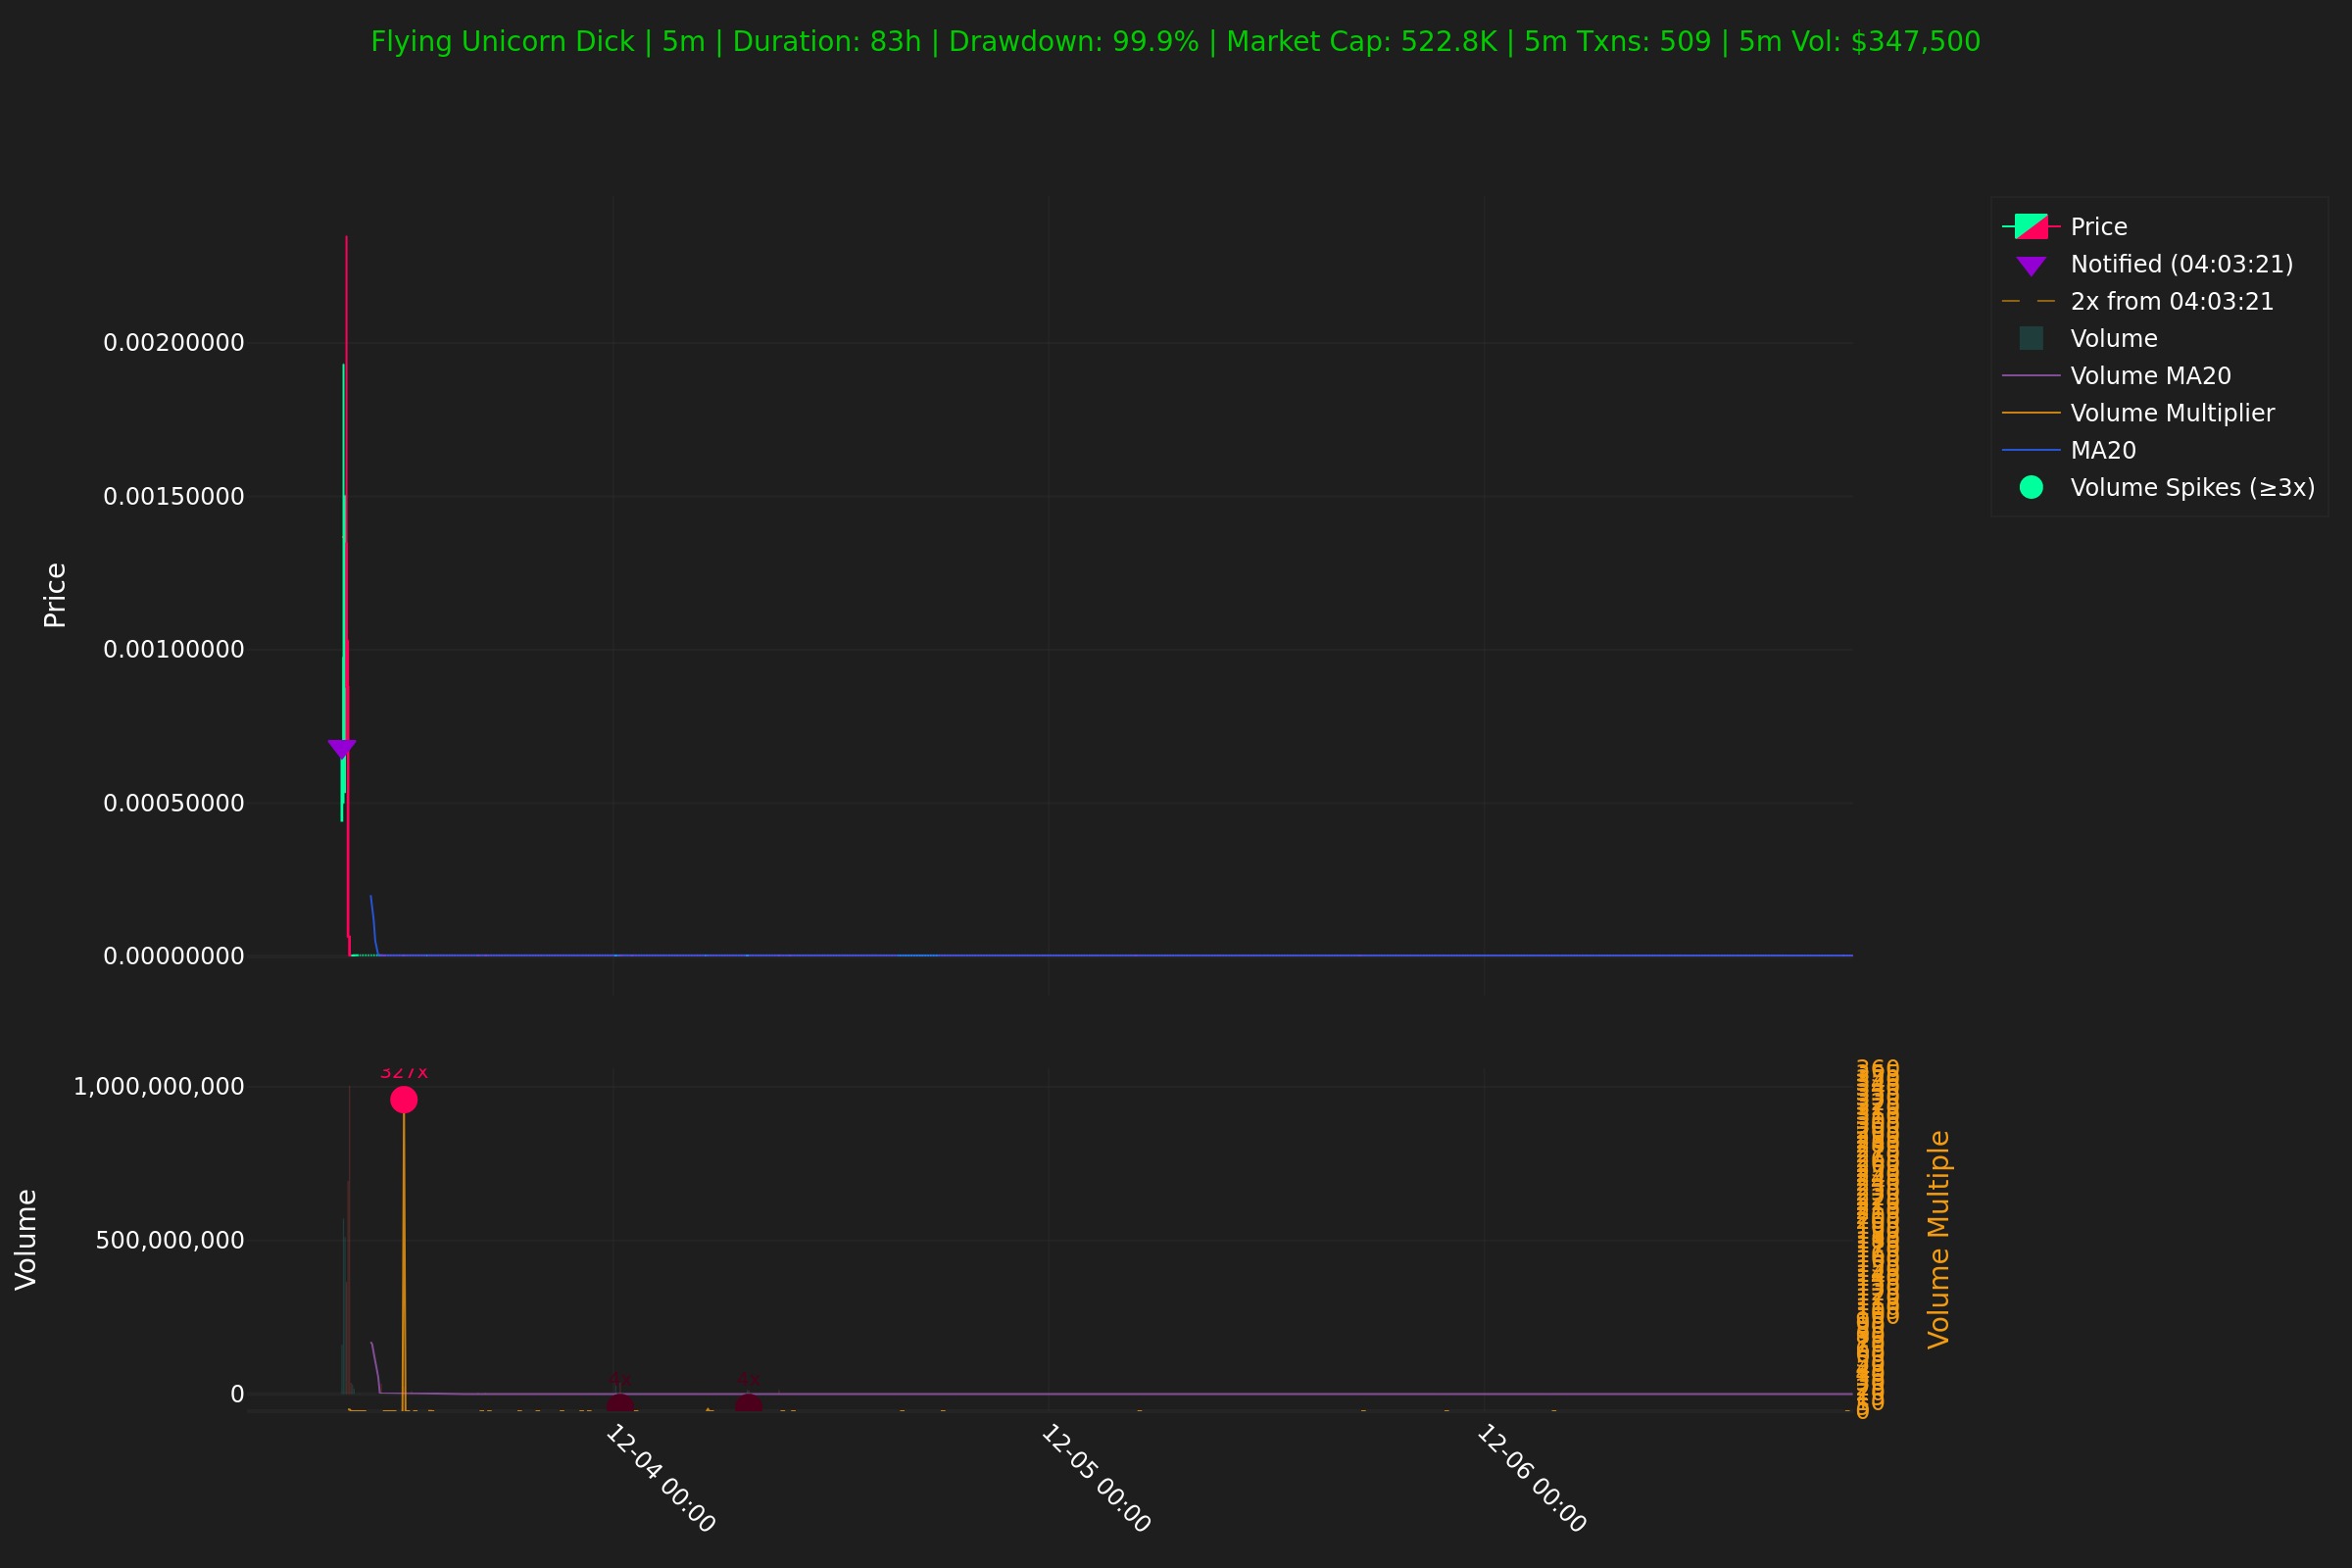 Flying Unicorn Dick | 5m | Duration: 83h | Drawdown: 99.9% | Market Cap: 522.8K | 5m Txns: 509 | 5m Vol: $347,500
Price
Notified (04:03:21)
2x from 04:03:21
Volume
Volume MA20
Volume Multiplier
MA20
Volume Spikes (≥3x)
Price
0.00200000
0.00150000
0.00100000
0.00050000
0.00000000
Volume
1,000,000,000
500,000,000
0
327x
4x
4x
Volume Multiple
12-04 00:00
12-05 00:00
12-06 00:00